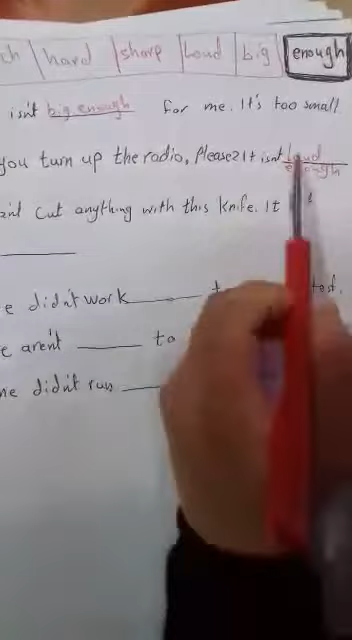 ch hard sharp Loud big enough
isn't big enough for me. It's too small
you turn up the radio, Please? It isn't loud
enough
cut anything with this knife. It
e didn't work
e aren't to
me didn't run